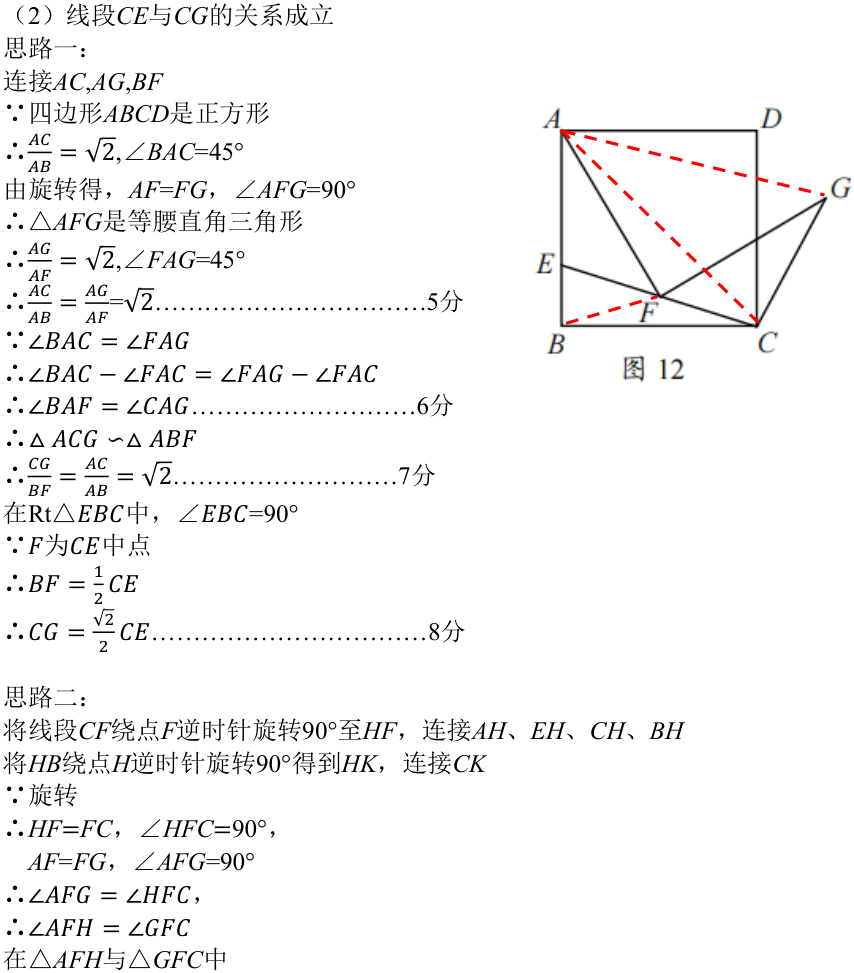 （2）线段CE与CG的关系成立
思路一：
连接AC,AG,BF
∵四边形ABCD是正方形
∴AC/AB=√2,∠BAC=45°
由旋转得，AF=FG，∠AFG=90°
∴△AFG是等腰直角三角形
∴AG/AF=√2,∠FAG=45°
∴AC/AB=AG/AF=√2................................5分
∵∠BAC=∠FAG
∴∠BAC−∠FAC=∠FAG−∠FAC
∴∠BAF=∠CAG...........................6分
∴△ACG∽△ABF
∴CG/BF=AC/AB=√2...........................7分
在Rt△EBC中，∠EBC=90°
∵F为CE中点
∴BF=1/2CE
∴CG=√2/2CE.................................8分
A
D
G
E
F
B
C
图 12
思路二：
将线段CF绕点F逆时针旋转90°至HF，连接AH、EH、CH、BH
将HB绕点H逆时针旋转90°得到HK，连接CK
∵旋转
∴HF=FC，∠HFC=90°，
AF=FG，∠AFG=90°
∴∠AFG=∠HFC，
∴∠AFH=∠GFC
在△AFH与△GFC中